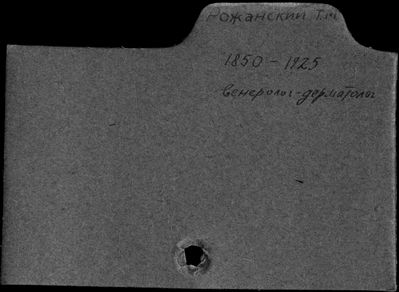 Рожанский Т.И.
1850 – 1925
венеролог-дерматолог